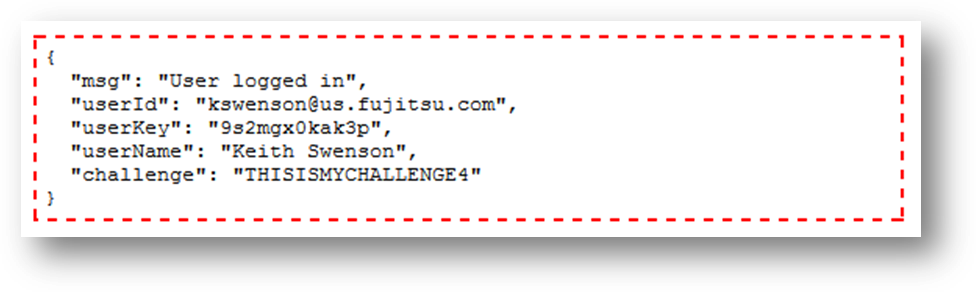 {
"msg": "User logged in",
"userId": "kswenson@us.fujitsu.com",
"userKey": "9s2mgx0kak3p",
"userName": "Keith Swenson",
"challenge": "THISISMYCHALLENGE4"
}